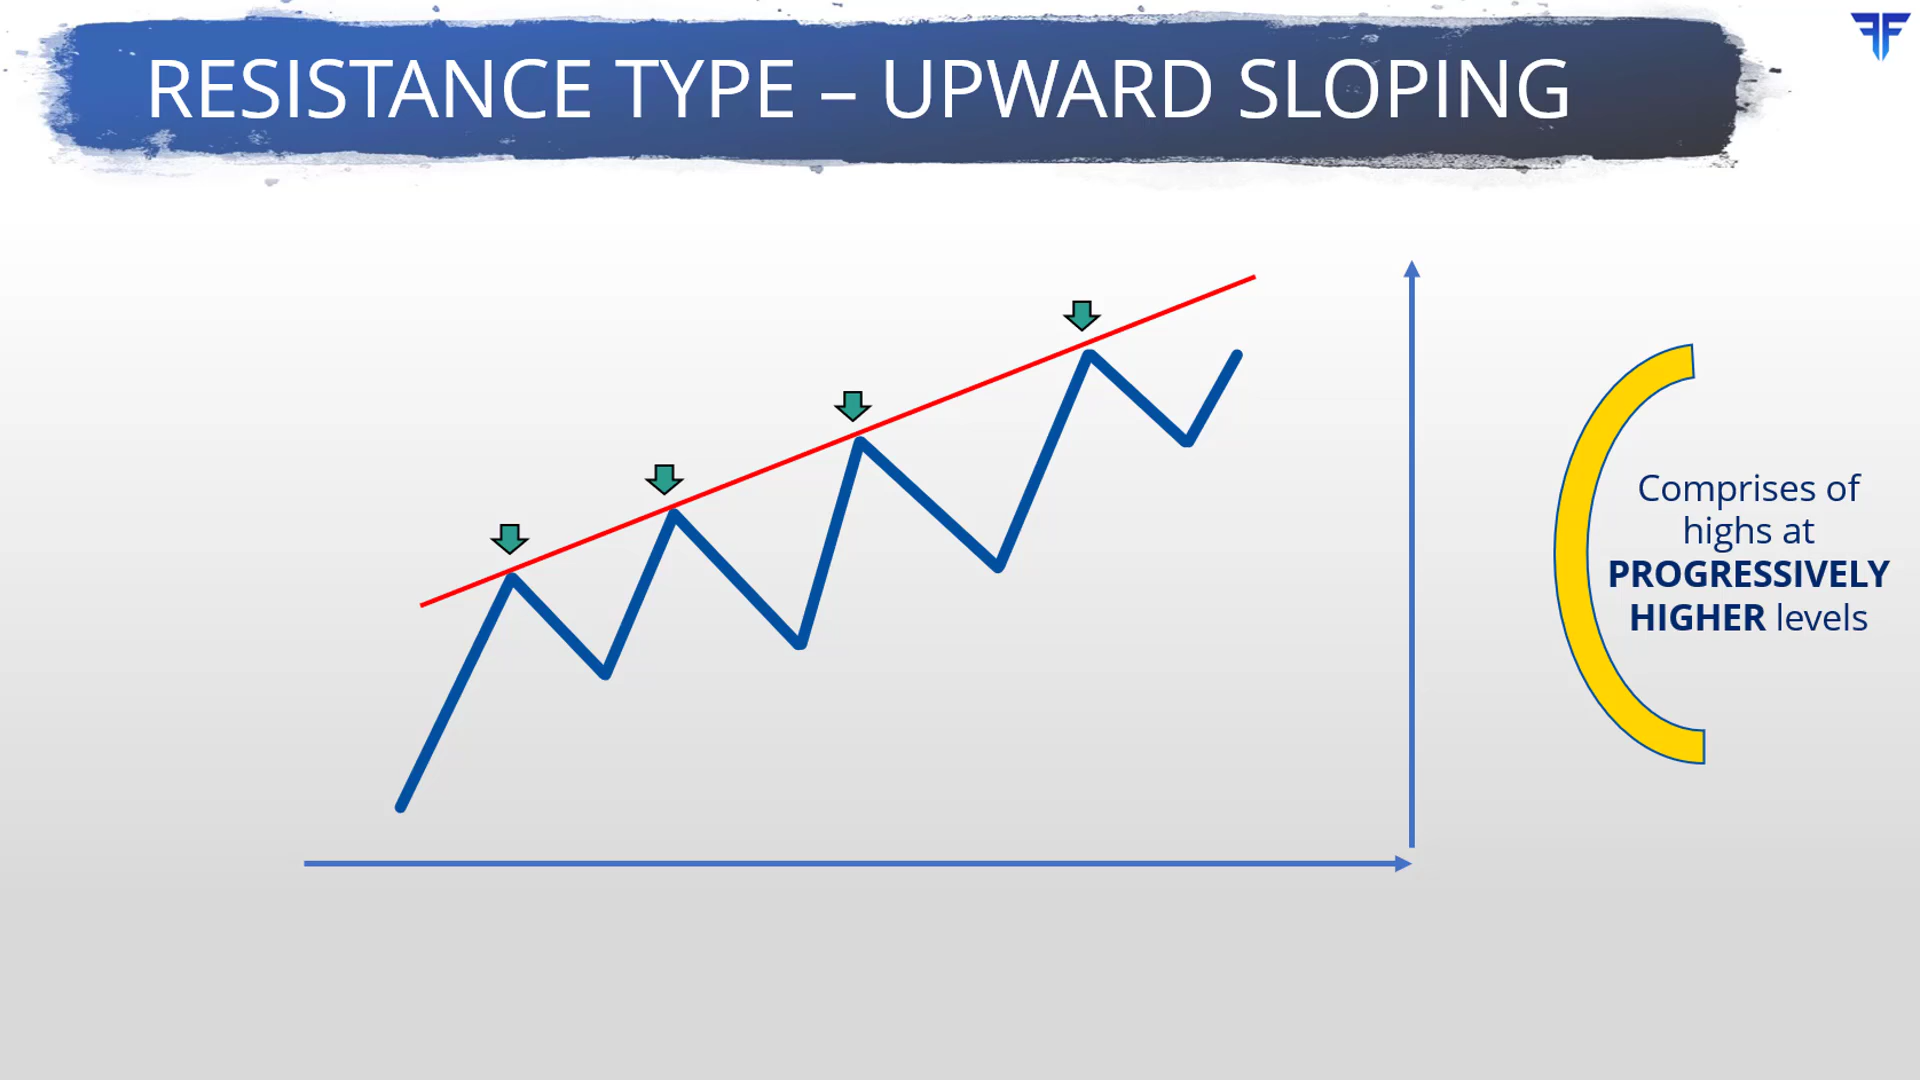 RESISTANCE TYPE – UPWARD SLOPING
Comprises of
highs at
PROGRESSIVELY
HIGHER levels